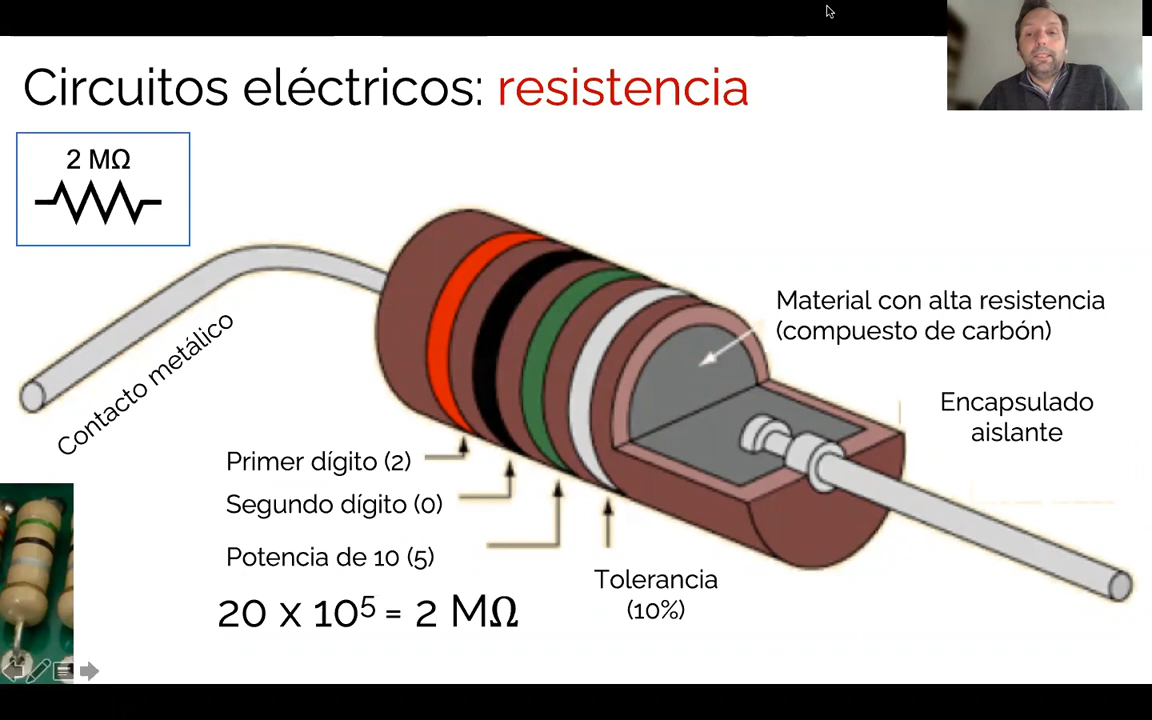 Circuitos eléctricos: resistencia
2 MΩ
Contacto metálico
Material con alta resistencia
(compuesto de carbón)
Encapsulado
aislante
Primer dígito (2)
Segundo dígito (0)
Potencia de 10 (5)
Tolerancia
(10%)
20 x 10⁵ = 2 MΩ